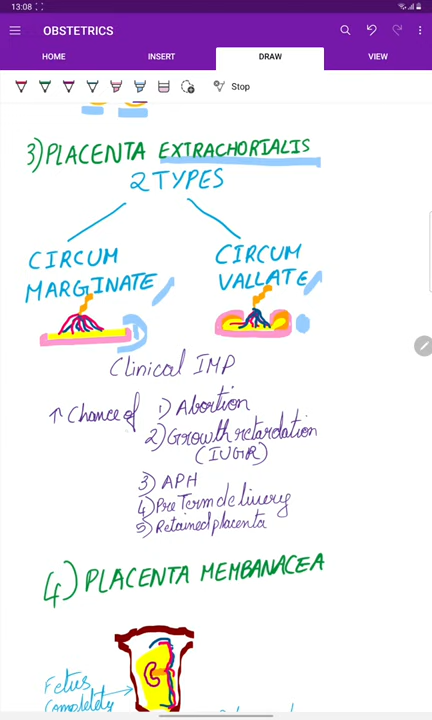 13:08
OBSTETRICS
HOME INSERT DRAW VIEW
Stop
3) PLACENTA EXTRACHORIALIS
2 TYPES
CIRCUM
MARGINATE
CIRCUM
VALLATE
Clinical IMP
↑ Chance of 1) Abortion
2) Growth retardation
(IUGR)
3) APH
4) Pre Term delivery
5) Retained placenta
4) PLACENTA MEMBANACEA
Fetus
Completely